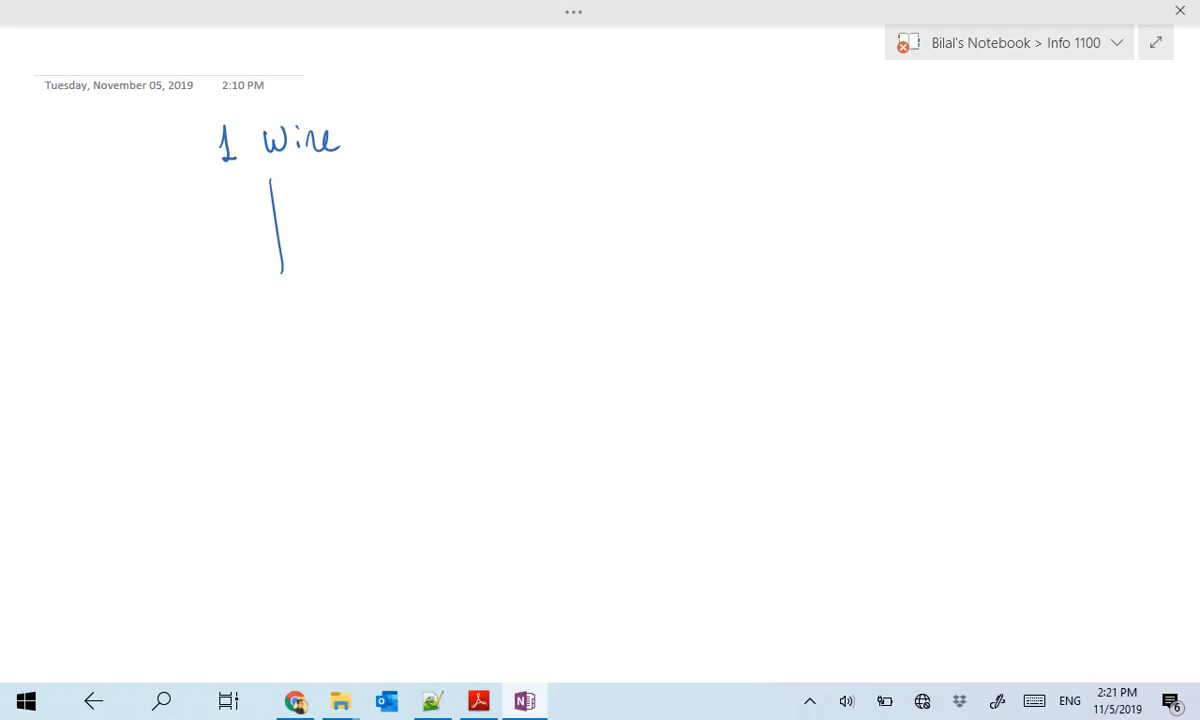 Bilal's Notebook > Info 1100
Tuesday, November 05, 2019 2:10 PM
1 wire
ENG
2:21 PM
11/5/2019
6